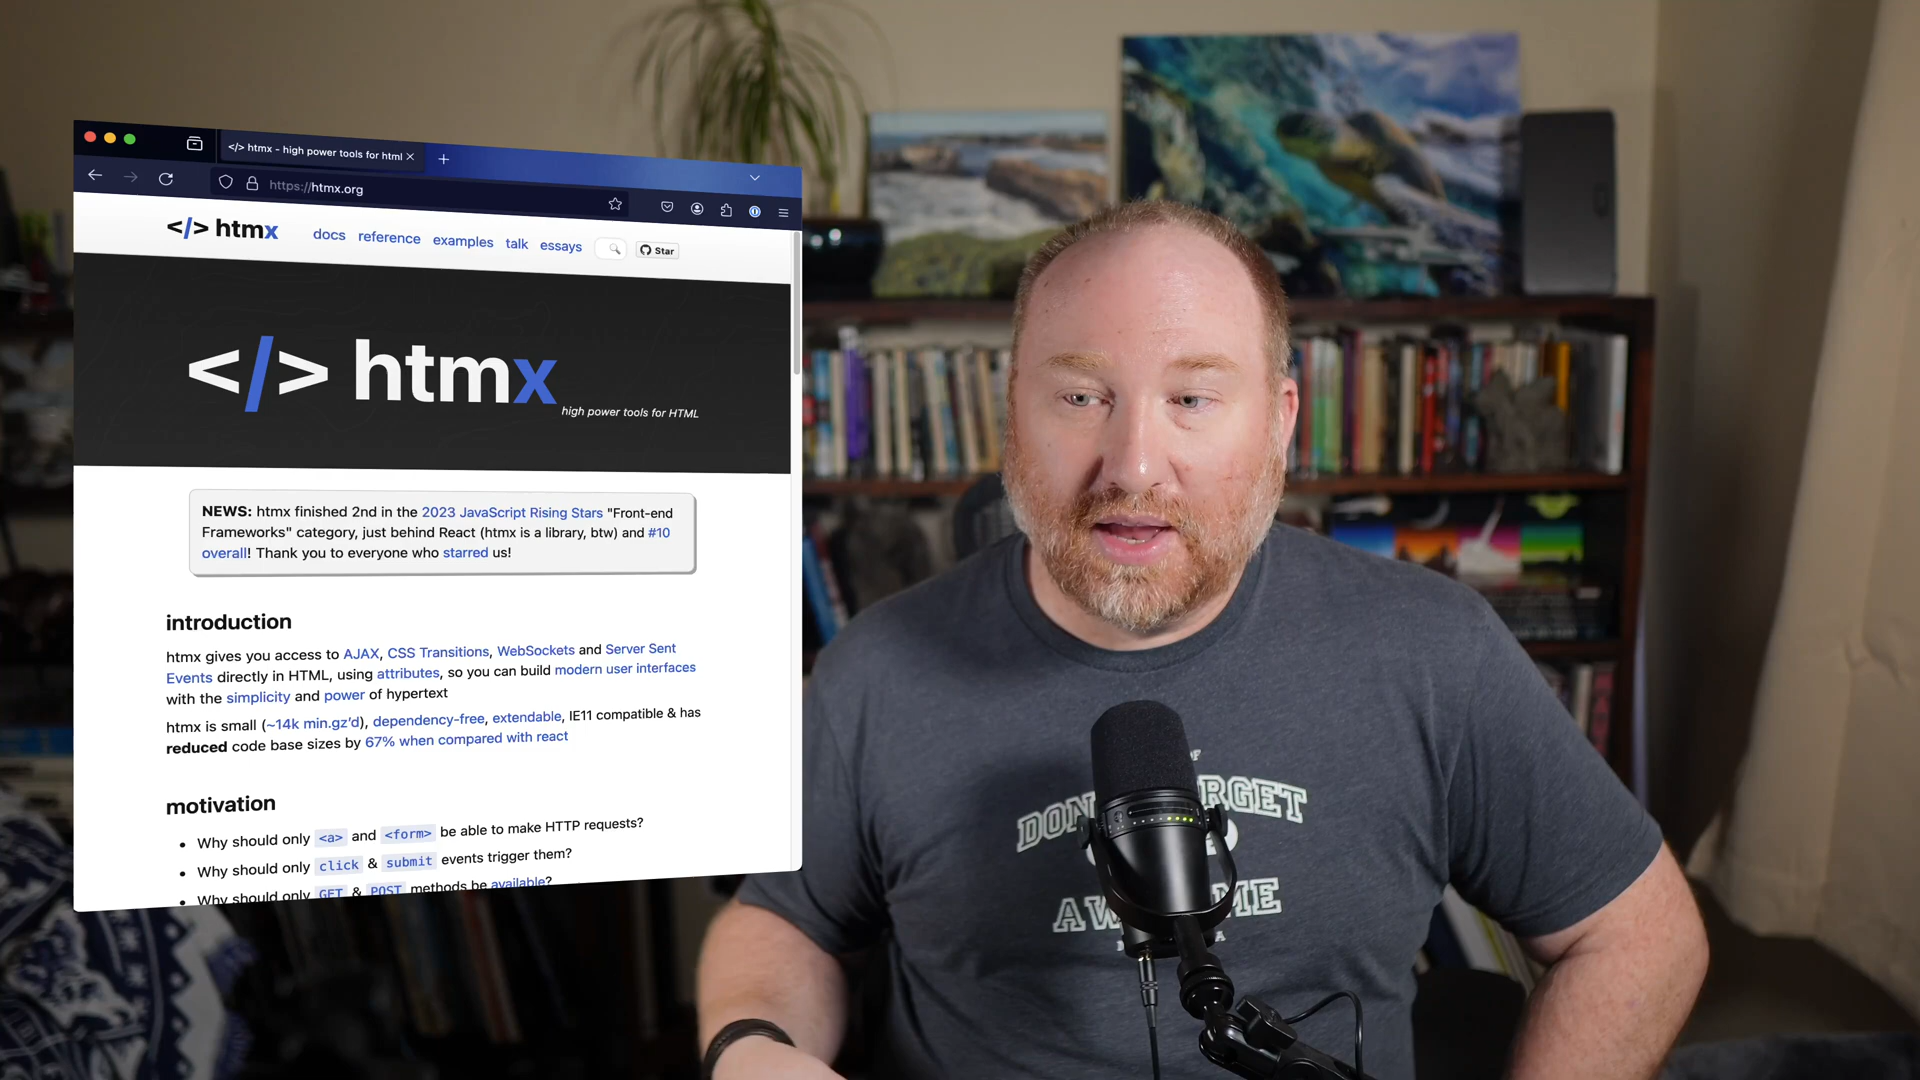 </> htmx - high power tools for html
https://htmx.org
</> htmx
docs reference examples talk essays Star
</> htmx
high power tools for HTML
NEWS: htmx finished 2nd in the 2023 JavaScript Rising Stars "Front-end
Frameworks" category, just behind React (htmx is a library, btw) and #10
overall! Thank you to everyone who starred us!
introduction
htmx gives you access to AJAX, CSS Transitions, WebSockets and Server Sent
Events directly in HTML, using attributes, so you can build modern user interfaces
with the simplicity and power of hypertext
htmx is small (~14k min.gz'd), dependency-free, extendable, IE11 compatible & has
reduced code base sizes by 67% when compared with react
motivation
• Why should only <a> and <form> be able to make HTTP requests?
• Why should only click & submit events trigger them?
• Why should only GET & POST methods be available?